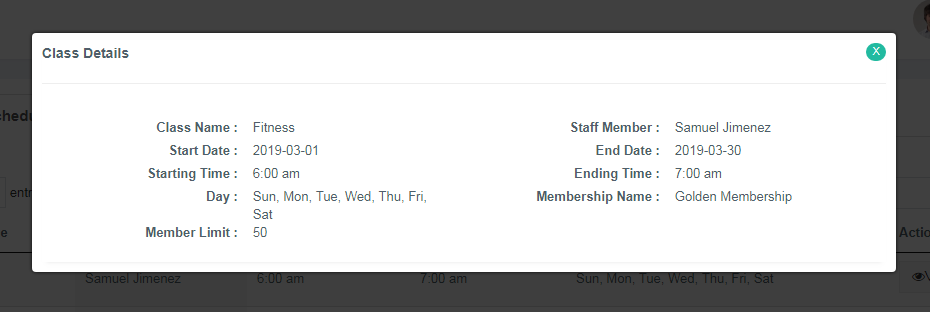 Class Details
X
Class Name : Fitness
Staff Member : Samuel Jimenez
Start Date : 2019-03-01
End Date : 2019-03-30
Starting Time : 6:00 am
Ending Time : 7:00 am
Day : Sun, Mon, Tue, Wed, Thu, Fri,
Sat
Membership Name : Golden Membership
Member Limit : 50
Samuel Jimenez
6:00 am
7:00 am
Sun, Mon, Tue, Wed, Thu, Fri, Sat